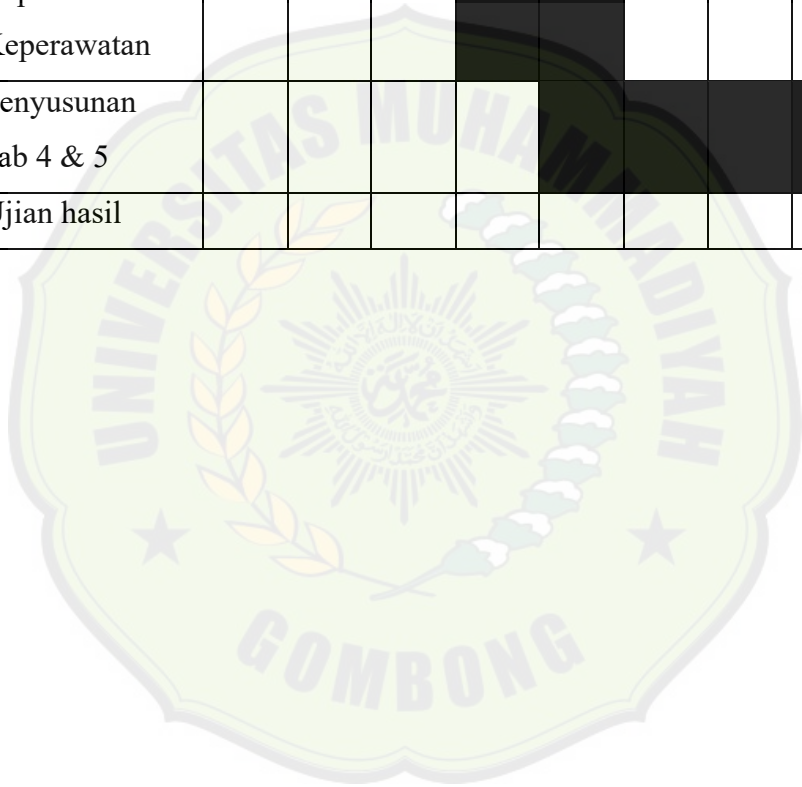 Keperawatan
enyusunan
ab 4 & 5
Ujian hasil
UNIVERSITAS MUHAMMADIYAH
GOMBONG